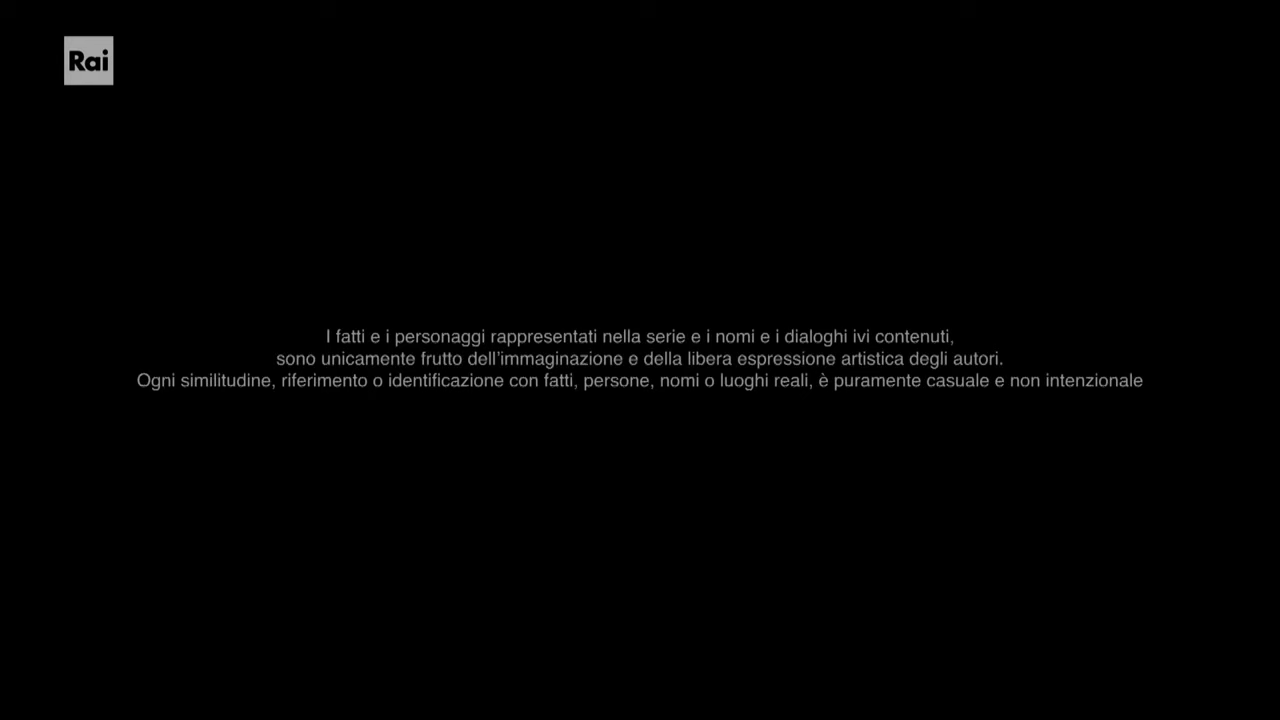 Rai
I fatti e i personaggi rappresentati nella serie e i nomi e i dialoghi ivi contenuti,
sono unicamente frutto dell’immaginazione e della libera espressione artistica degli autori.
Ogni similitudine, riferimento o identificazione con fatti, persone, nomi o luoghi reali, è puramente casuale e non intenzionale